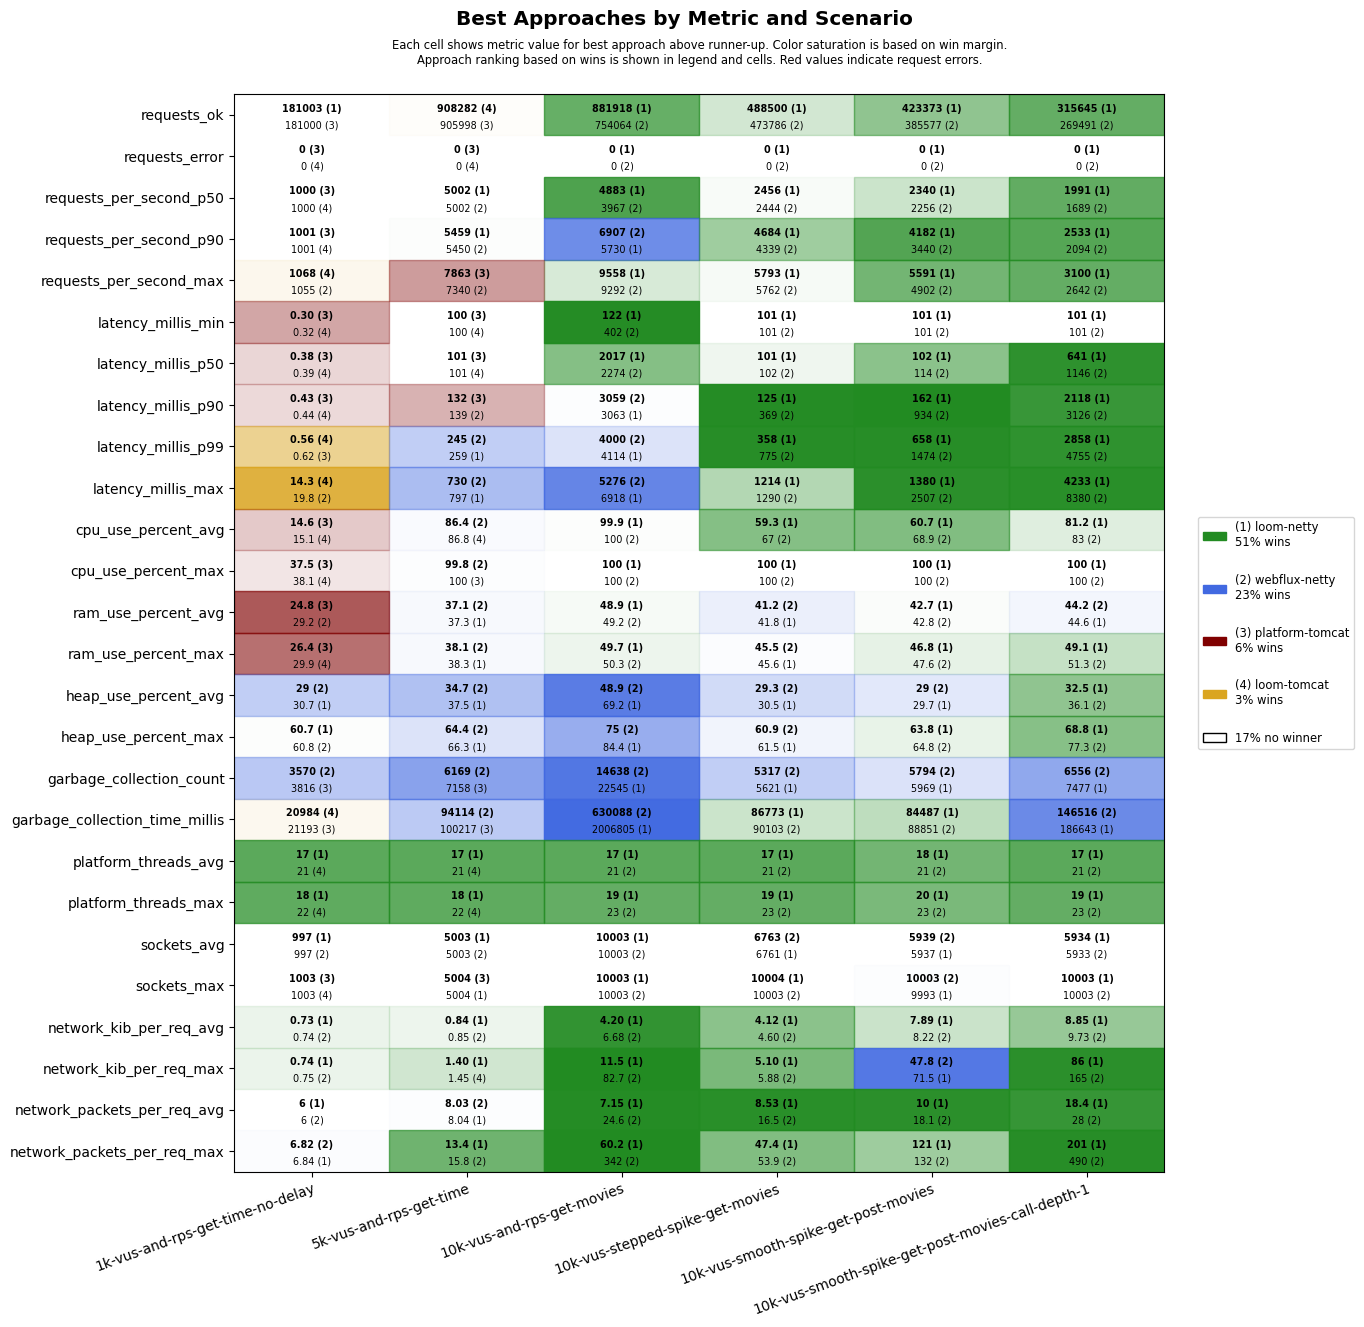 Best Approaches by Metric and Scenario
Each cell shows metric value for best approach above runner-up. Color saturation is based on win margin.
Approach ranking based on wins is shown in legend and cells. Red values indicate request errors.
requests_ok
181003 (1) 908282 (4) 881918 (1) 488500 (1) 423373 (1) 315645 (1)
181000 (3) 905998 (3) 754064 (2) 473786 (2) 385577 (2) 269491 (2)
requests_error
0 (3) 0 (3) 0 (1) 0 (1) 0 (1) 0 (1)
0 (4) 0 (4) 0 (2) 0 (2) 0 (2) 0 (2)
requests_per_second_p50
1000 (3) 5002 (1) 4883 (1) 2456 (1) 2340 (1) 1991 (1)
1000 (4) 5002 (2) 3967 (2) 2444 (2) 2256 (2) 1689 (2)
requests_per_second_p90
1001 (3) 5459 (1) 6907 (2) 4684 (1) 4182 (1) 2533 (1)
1001 (4) 5450 (2) 5730 (1) 4339 (2) 3440 (2) 2094 (2)
requests_per_second_max
1068 (4) 7863 (3) 9558 (1) 5793 (1) 5591 (1) 3100 (1)
1055 (2) 7340 (2) 9292 (2) 5762 (2) 4902 (2) 2642 (2)
latency_millis_min
0.30 (3) 100 (3) 122 (1) 101 (1) 101 (1) 101 (1)
0.32 (4) 100 (4) 402 (2) 101 (2) 101 (2) 101 (2)
latency_millis_p50
0.38 (3) 101 (3) 2017 (1) 101 (1) 102 (1) 641 (1)
0.39 (4) 101 (4) 2274 (2) 102 (2) 114 (2) 1146 (2)
latency_millis_p90
0.43 (3) 132 (3) 3059 (2) 125 (1) 162 (1) 2118 (1)
0.44 (4) 139 (2) 3063 (1) 369 (2) 934 (2) 3126 (2)
latency_millis_p99
0.56 (4) 245 (2) 4000 (2) 358 (1) 658 (1) 2858 (1)
0.62 (3) 259 (1) 4114 (1) 775 (2) 1474 (2) 4755 (2)
latency_millis_max
14.3 (4) 730 (2) 5276 (2) 1214 (1) 1380 (1) 4233 (1)
19.8 (2) 797 (1) 6918 (1) 1290 (2) 2507 (2) 8380 (2)
cpu_use_percent_avg
14.6 (3) 86.4 (2) 99.9 (1) 59.3 (1) 60.7 (1) 81.2 (1)
15.1 (4) 86.8 (4) 100 (2) 67 (2) 68.9 (2) 83 (2)
cpu_use_percent_max
37.5 (3) 99.8 (2) 100 (1) 100 (1) 100 (1) 100 (1)
38.1 (4) 100 (3) 100 (2) 100 (2) 100 (2) 100 (2)
ram_use_percent_avg
24.8 (3) 37.1 (2) 48.9 (1) 41.2 (2) 42.7 (1) 44.2 (2)
29.2 (2) 37.3 (1) 49.2 (2) 41.8 (1) 42.8 (2) 44.6 (1)
ram_use_percent_max
26.4 (3) 38.1 (2) 49.7 (1) 45.5 (2) 46.8 (1) 49.1 (1)
29.9 (4) 38.3 (1) 50.3 (2) 45.6 (1) 47.6 (2) 51.3 (2)
heap_use_percent_avg
29 (2) 34.7 (2) 48.9 (2) 29.3 (2) 29 (2) 32.5 (1)
30.7 (1) 37.5 (1) 69.2 (1) 30.5 (1) 29.7 (1) 36.1 (2)
heap_use_percent_max
60.7 (1) 64.4 (2) 75 (2) 60.9 (2) 63.8 (1) 68.8 (1)
60.8 (2) 66.3 (1) 84.4 (1) 61.5 (1) 64.8 (2) 77.3 (2)
garbage_collection_count
3570 (2) 6169 (2) 14638 (2) 5317 (2) 5794 (2) 6556 (2)
3816 (3) 7158 (3) 22545 (1) 5621 (1) 5969 (1) 7477 (1)
garbage_collection_time_millis
20984 (4) 94114 (2) 630088 (2) 86773 (1) 84487 (1) 146516 (2)
21193 (3) 100217 (3) 2006805 (1) 90103 (2) 88851 (2) 186643 (1)
platform_threads_avg
17 (1) 17 (1) 17 (1) 17 (1) 18 (1) 17 (1)
21 (4) 21 (4) 21 (2) 21 (2) 21 (2) 21 (2)
platform_threads_max
18 (1) 18 (1) 19 (1) 19 (1) 20 (1) 19 (1)
22 (4) 22 (4) 23 (2) 23 (2) 23 (2) 23 (2)
sockets_avg
997 (1) 5003 (1) 10003 (1) 6763 (2) 5939 (2) 5934 (1)
997 (2) 5003 (2) 10003 (2) 6761 (1) 5937 (1) 5933 (2)
sockets_max
1003 (3) 5004 (3) 10003 (1) 10004 (1) 10003 (2) 10003 (1)
1003 (4) 5004 (1) 10003 (2) 10003 (2) 9993 (1) 10003 (2)
network_kib_per_req_avg
0.73 (1) 0.84 (1) 4.20 (1) 4.12 (1) 7.89 (1) 8.85 (1)
0.74 (2) 0.85 (2) 6.68 (2) 4.60 (2) 8.22 (2) 9.73 (2)
network_kib_per_req_max
0.74 (1) 1.40 (1) 11.5 (1) 5.10 (1) 47.8 (2) 86 (1)
0.75 (2) 1.45 (4) 82.7 (2) 5.88 (2) 71.5 (1) 165 (2)
network_packets_per_req_avg
6 (1) 8.03 (2) 7.15 (1) 8.53 (1) 10 (1) 18.4 (1)
6 (2) 8.04 (1) 24.6 (2) 16.5 (2) 18.1 (2) 28 (2)
network_packets_per_req_max
6.82 (2) 13.4 (1) 60.2 (1) 47.4 (1) 121 (1) 201 (1)
6.84 (1) 15.8 (2) 342 (2) 53.9 (2) 132 (2) 490 (2)
1k-vus-and-rps-get-time-no-delay
5k-vus-and-rps-get-time
10k-vus-and-rps-get-movies
10k-vus-stepped-spike-get-movies
10k-vus-smooth-spike-get-post-movies
10k-vus-smooth-spike-get-post-movies-call-depth-1
(1) loom-netty
51% wins
(2) webflux-netty
23% wins
(3) platform-tomcat
6% wins
(4) loom-tomcat
3% wins
17% no winner